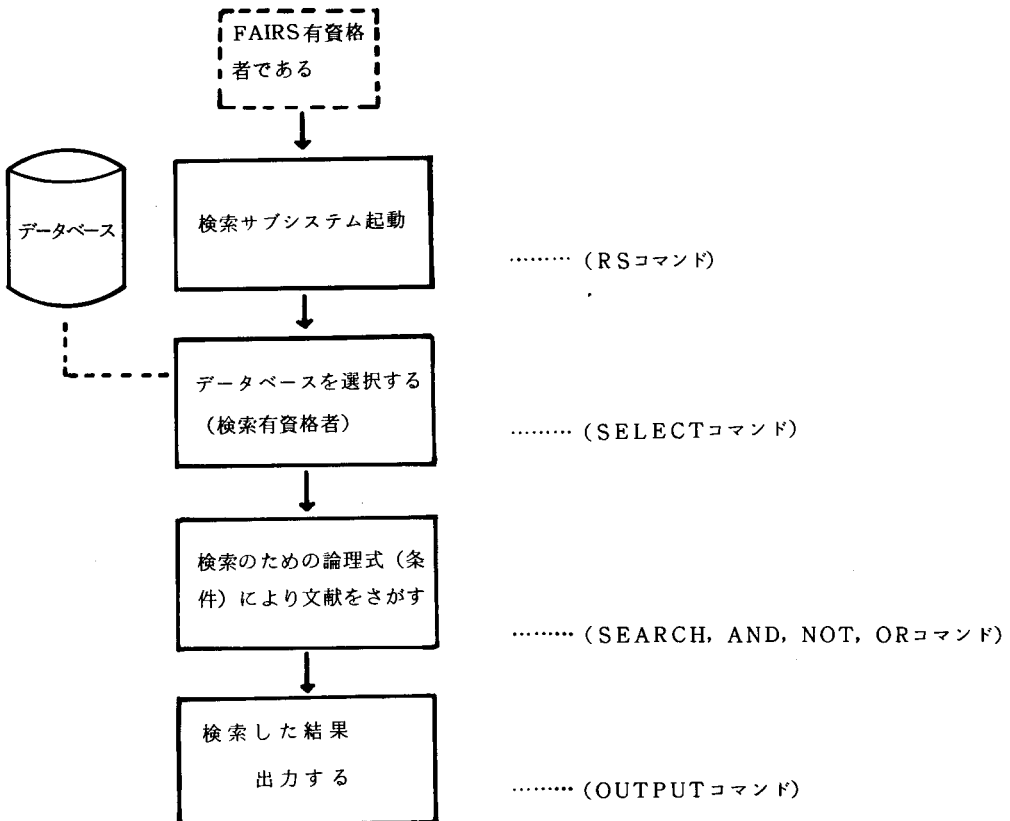 FAIRS有資格
者である
データベース
検索サブシステム起動
……… (RSコマンド)
データベースを選択する
(検索有資格者)
……… (SELECTコマンド)
検索のための論理式(条
件)により文献をさがす
……… (SEARCH, AND, NOT, ORコマンド)
検索した結果
出力する
……… (OUTPUTコマンド)